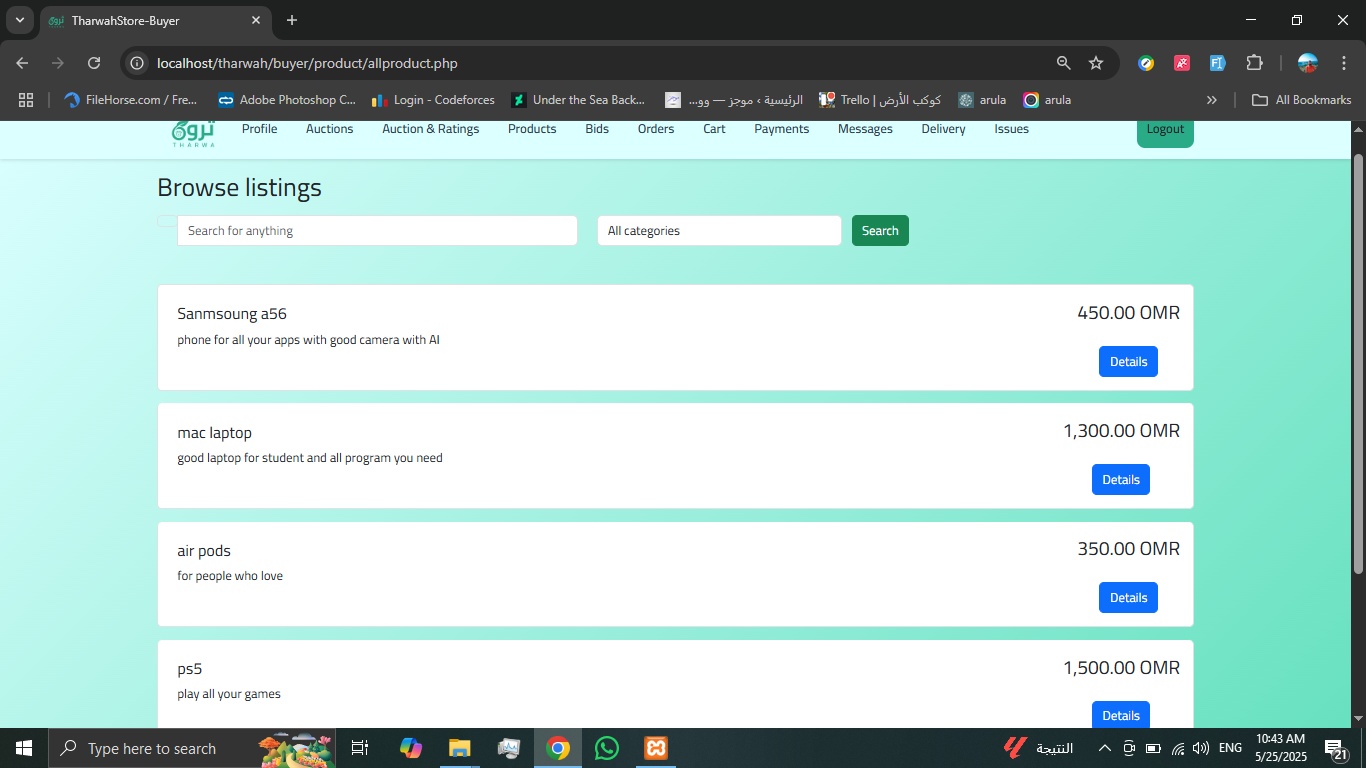 TharwahStore-Buyer
localhost/tharwah/buyer/product/allproduct.php
FileHorse.com / Fre...
Adobe Photoshop C...
Login - Codeforces
Under the Sea Back...
الرئيسية › موجز — وو...
Trello | كوكب الأرض
arula
arula
All Bookmarks
ثروة
THARWA
Profile
Auctions
Auction & Ratings
Products
Bids
Orders
Cart
Payments
Messages
Delivery
Issues
Logout
Browse listings
Search for anything
All categories
Search
Sanmsoung a56
450.00 OMR
phone for all your apps with good camera with AI
Details
mac laptop
1,300.00 OMR
good laptop for student and all program you need
Details
air pods
350.00 OMR
for people who love
Details
ps5
1,500.00 OMR
play all your games
Details
Type here to search
النتيجة
ENG
10:43 AM
5/25/2025
21